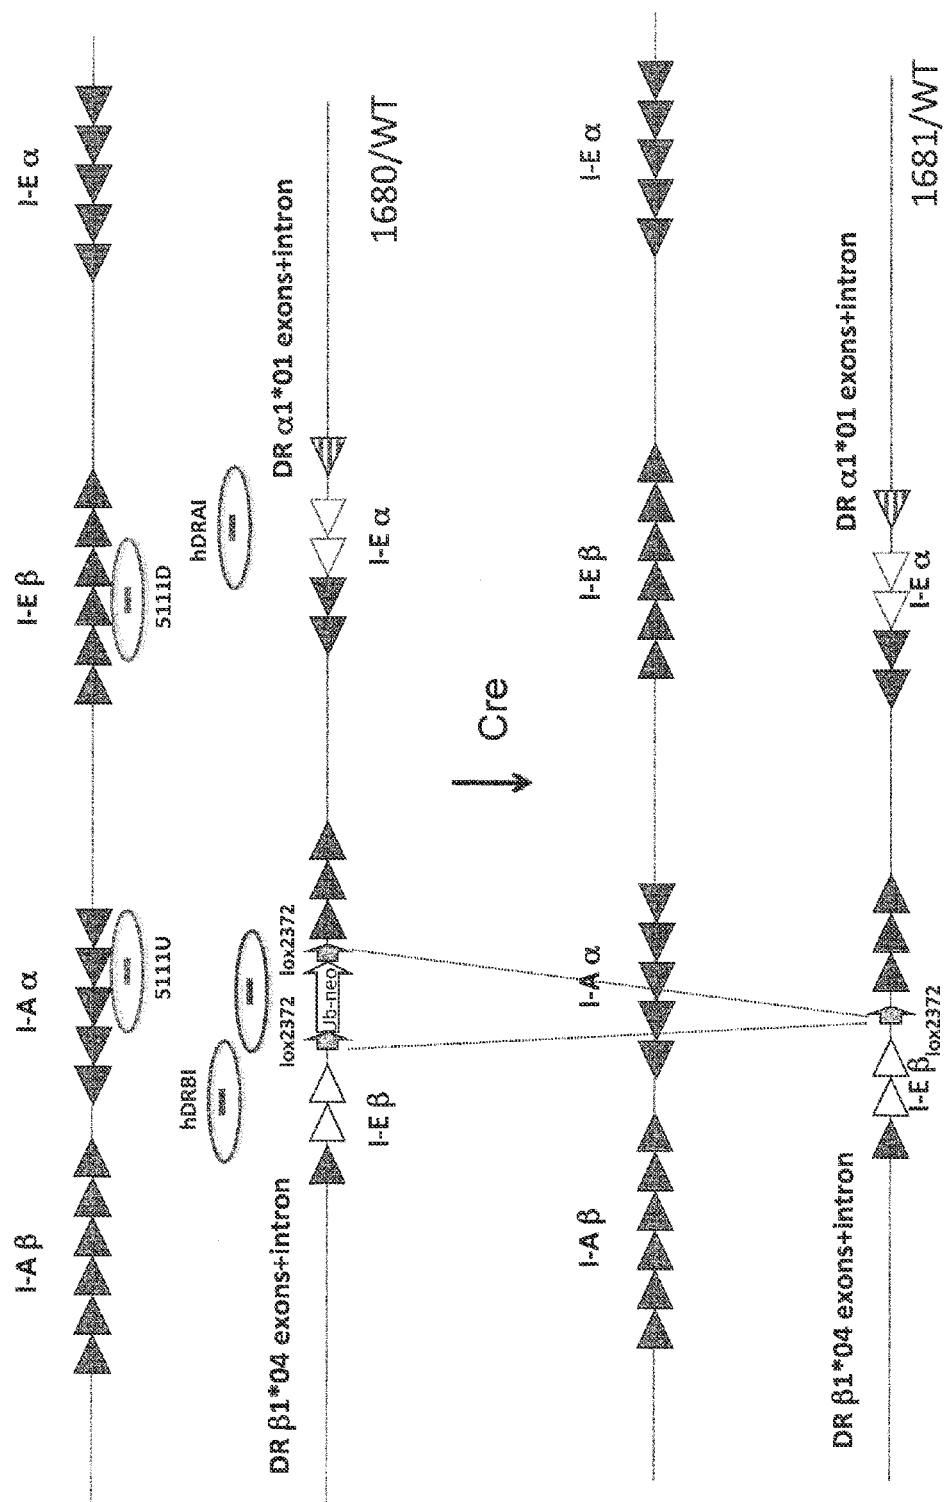 I-A β
I-A α
I-E β
I-E α
5111U
5111D
hDRBI
hDRAI
lox2372
lox2372
Ub-neo
I-E β
I-E α
DR β1*04 exons+intron
DR α1*01 exons+intron
1680/WT
Cre
I-A β
I-A α
I-E β
I-E α
I-E β
lox2372
I-E α
DR β1*04 exons+intron
DR α1*01 exons+intron
1681/WT